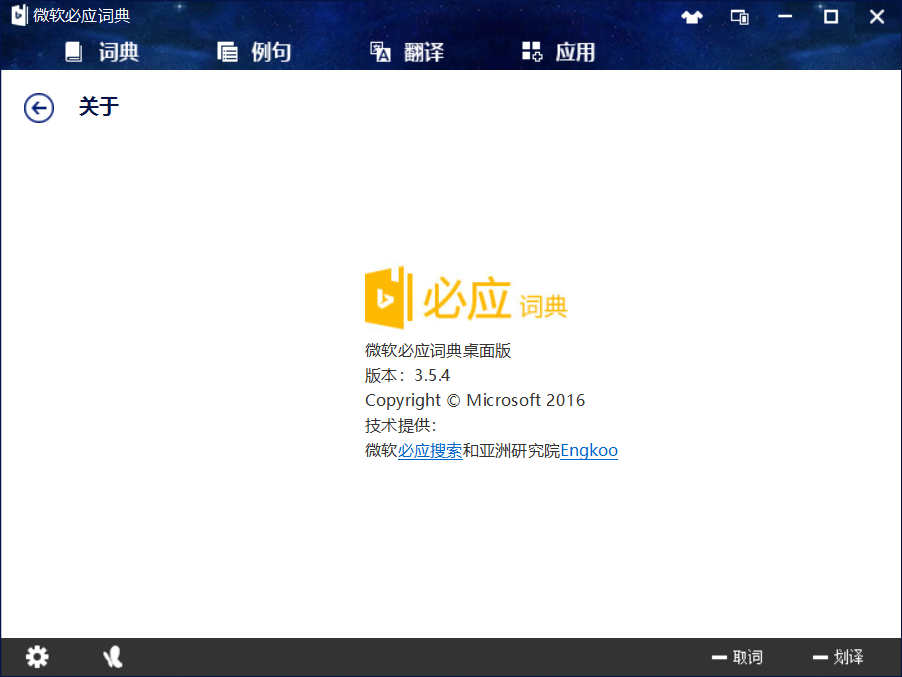 微软必应词典
词典 例句 翻译 应用
关于
必应 词典
微软必应词典桌面版
版本：3.5.4
Copyright © Microsoft 2016
技术提供：
微软必应搜索和亚洲研究院Engkoo
取词 划译